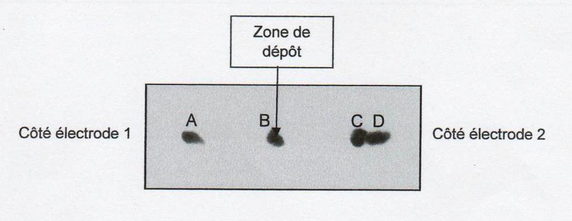 Zone de
dépôt
A
B
C D
Côté électrode 1
Côté électrode 2